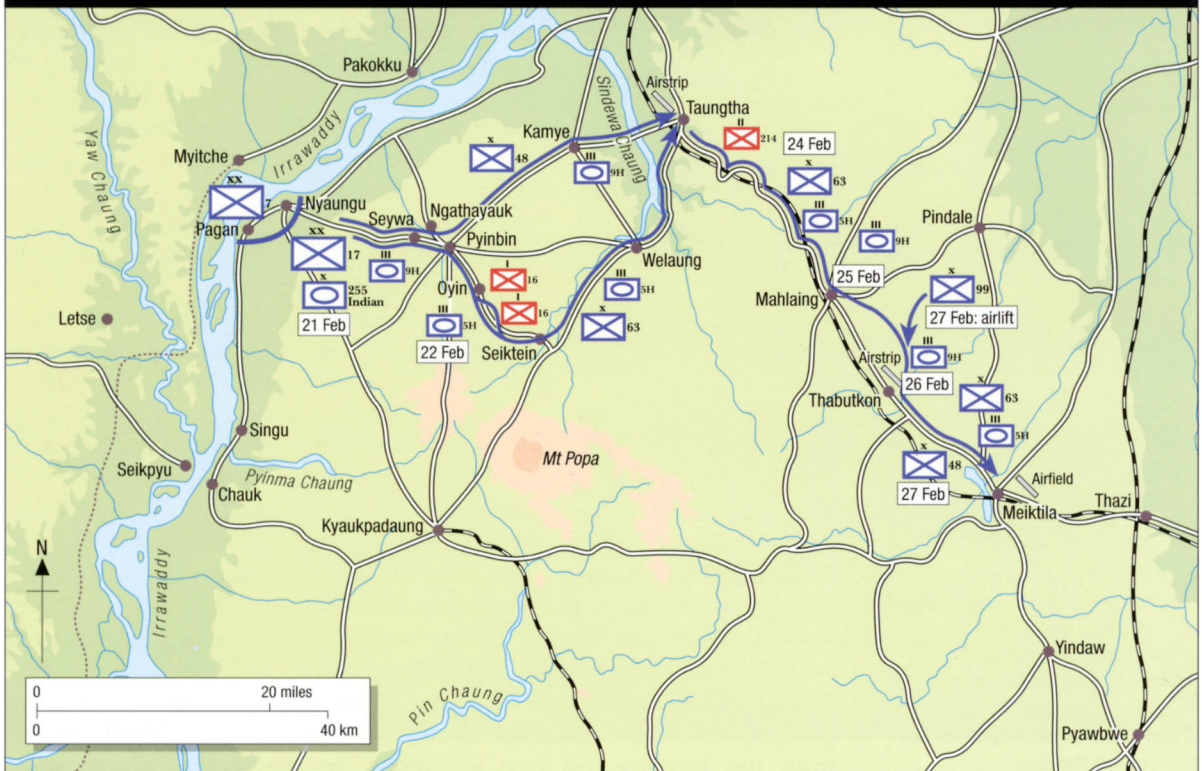 Pakokku
Yaw Chaung
Myitche
Irrawaddy
xx
7
Nyaungu
Pagan
xx
17
x
255
Indian
21 Feb
Letse
Singu
Seikpyu
Chauk
Pyinma Chaung
Irrawaddy
N
0
20 miles
0
40 km
Seywa
III
9H
Ngathayauk
Pyinbin
Oyin
I
16
I
16
III
5H
22 Feb
Seiktein
x
48
Kamye
III
9H
Sindewa Chaung
Airstrip
Taungtha
Welaung
III
5H
x
63
II
214
24 Feb
x
63
III
5H
III
9H
Pindale
25 Feb
Mahlaing
x
99
27 Feb: airlift
III
9H
Airstrip
26 Feb
Thabutkon
x
63
III
5H
x
48
27 Feb
Airfield
Meiktila
Thazi
Mt Popa
Kyaukpadaung
Pin Chaung
Yindaw
Pyawbwe